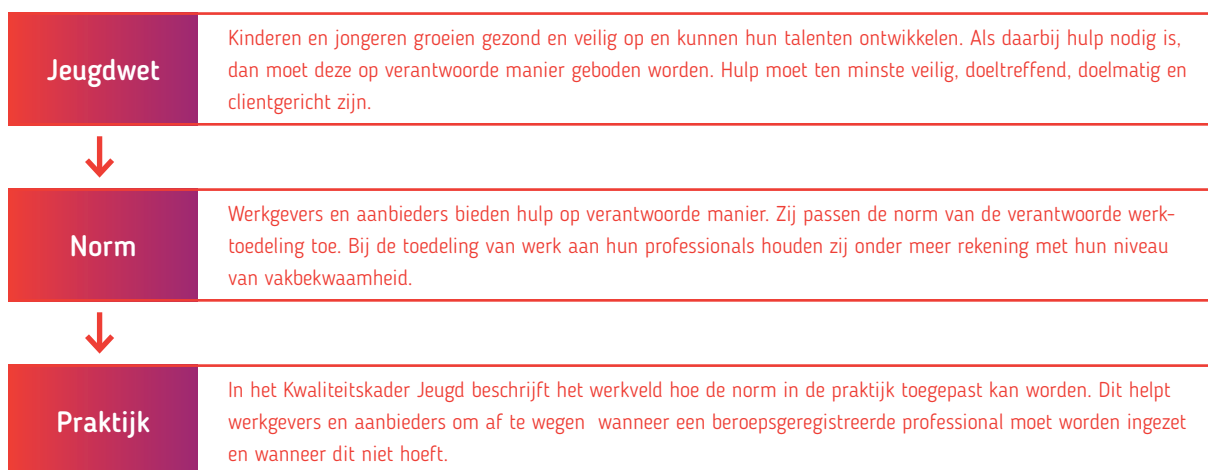 Jeugdwet
Kinderen en jongeren groeien gezond en veilig op en kunnen hun talenten ontwikkelen. Als daarbij hulp nodig is,
dan moet deze op verantwoorde manier geboden worden. Hulp moet ten minste veilig, doeltreffend, doelmatig en
clientgericht zijn.
Norm
Werkgevers en aanbieders bieden hulp op verantwoorde manier. Zij passen de norm van de verantwoorde werk-
toedeling toe. Bij de toedeling van werk aan hun professionals houden zij onder meer rekening met hun niveau
van vakbekwaamheid.
Praktijk
In het Kwaliteitskader Jeugd beschrijft het werkveld hoe de norm in de praktijk toegepast kan worden. Dit helpt
werkgevers en aanbieders om af te wegen  wanneer een beroepsgeregistreerde professional moet worden ingezet
en wanneer dit niet hoeft.